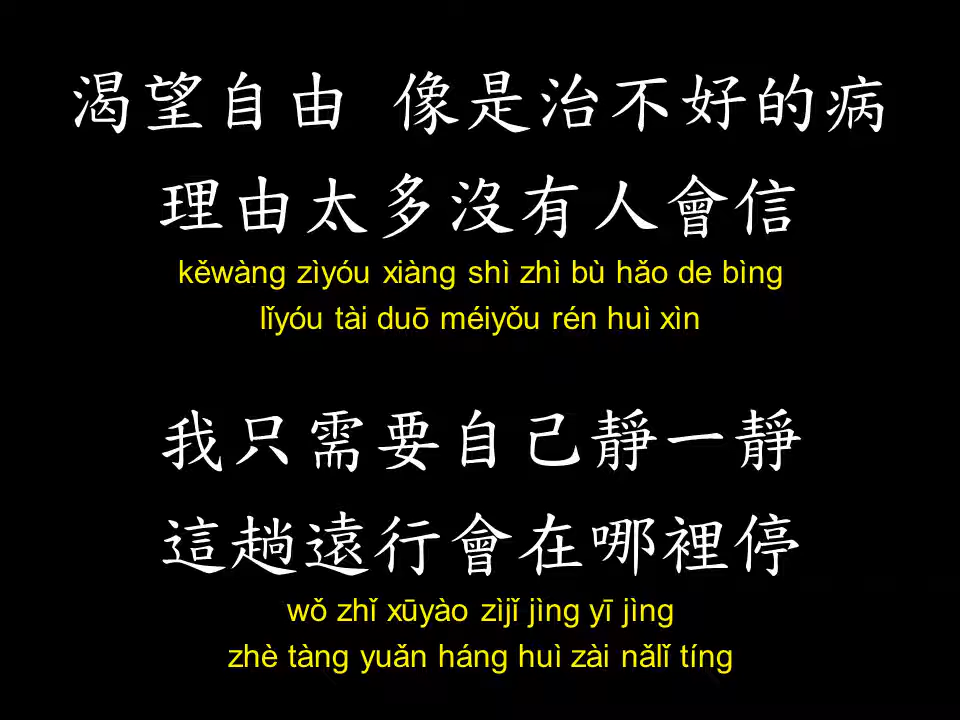 渴望自由 像是治不好的病
理由太多沒有人會信
kěwàng zìyóu xiàng shì zhì bù hǎo de bìng
lǐyóu tài duō méiyǒu rén huì xìn
我只需要自己靜一靜
這趟遠行會在哪裡停
wǒ zhǐ xūyào zìjǐ jìng yī jìng
zhè tàng yuǎn háng huì zài nǎlǐ tíng